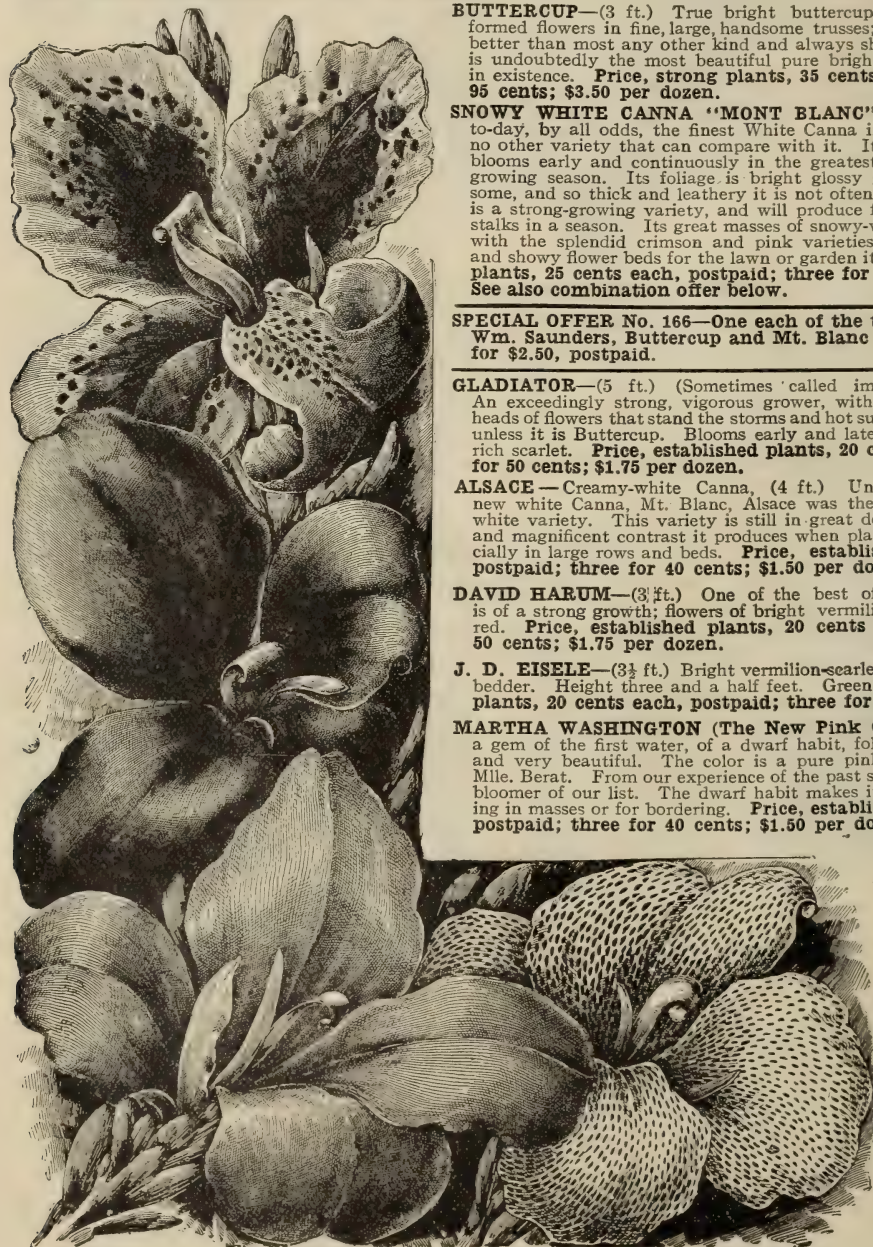 BUTTERCUP—(3 ft.) True bright buttercup
formed flowers in fine, large, handsome trusses;
better than most any other kind and always sh
is undoubtedly the most beautiful pure brigh
in existence. Price, strong plants, 35 cents
95 cents; $3.50 per dozen.
SNOWY WHITE CANNA "MONT BLANC"
to-day, by all odds, the finest White Canna i
no other variety that can compare with it. It
blooms early and continuously in the greatest
growing season. Its foliage is bright glossy
some, and so thick and leathery it is not often
is a strong-growing variety, and will produce
stalks in a season. Its great masses of snowy-
with the splendid crimson and pink varieties
and showy flower beds for the lawn or garden it
plants, 25 cents each, postpaid; three for
See also combination offer below.
SPECIAL OFFER No. 166—One each of the
Wm. Saunders, Buttercup and Mt. Blanc
for $2.50, postpaid.
GLADIATOR—(5 ft.) (Sometimes called im
An exceedingly strong, vigorous grower, with
heads of flowers that stand the storms and hot su
unless it is Buttercup. Blooms early and late
rich scarlet. Price, established plants, 20 c
for 50 cents; $1.75 per dozen.
ALSACE—Creamy-white Canna, (4 ft.) Un
new white Canna, Mt. Blanc, Alsace was the
white variety. This variety is still in great d
and magnificent contrast it produces when pla
cially in large rows and beds. Price, establi
postpaid; three for 40 cents; $1.50 per do
DAVID HARUM—(3 ft.) One of the best o
is of a strong growth; flowers of bright vermili
red. Price, established plants, 20 cents
50 cents; $1.75 per dozen.
J. D. EISELE—(3½ ft.) Bright vermilion-scarle
bedder. Height three and a half feet. Green
plants, 20 cents each, postpaid; three for
MARTHA WASHINGTON (The New Pink
a gem of the first water, of a dwarf habit, fol
and very beautiful. The color is a pure pin
Mlle. Berat. From our experience of the past s
bloomer of our list. The dwarf habit makes i
ing in masses or for bordering. Price, establi
postpaid; three for 40 cents; $1.50 per do